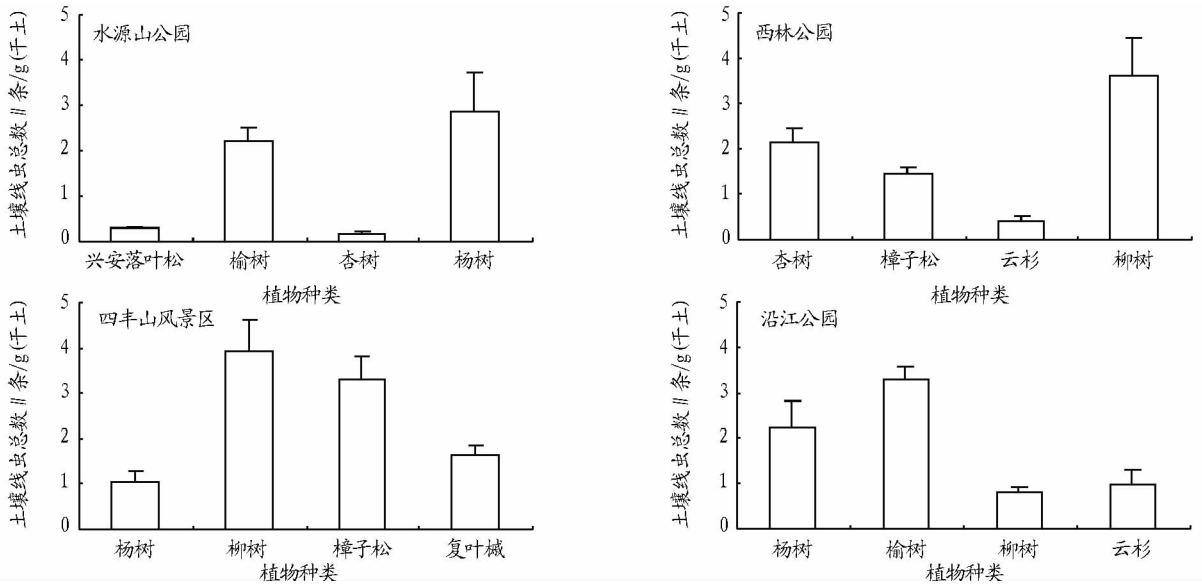 水源山公园
土壤线虫总数∥条/g(干土)
5
4
3
2
1
0
兴安落叶松 榆树 杏树 杨树
植物种类
西林公园
土壤线虫总数∥条/g(干土)
5
4
3
2
1
0
杏树 樟子松 云杉 柳树
植物种类
四丰山风景区
土壤线虫总数∥条/g(干土)
5
4
3
2
1
0
杨树 柳树 樟子松 复叶槭
植物种类
沿江公园
土壤线虫总数∥条/g(干土)
5
4
3
2
1
0
杨树 榆树 柳树 云杉
植物种类